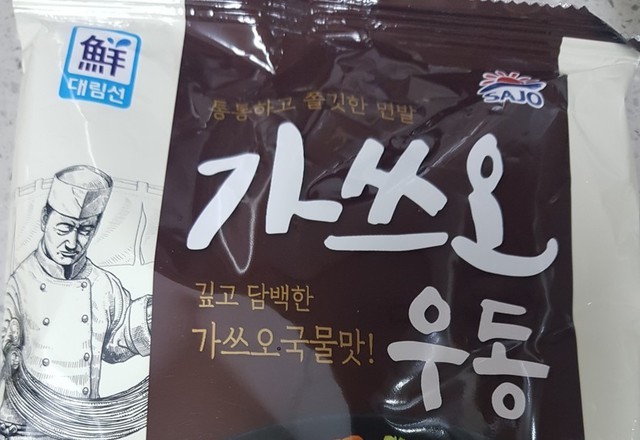 鮮
대림선
SAJO
통통하고 쫄깃한 면발
가쓰오
우동
깊고 담백한
가쓰오국물맛!